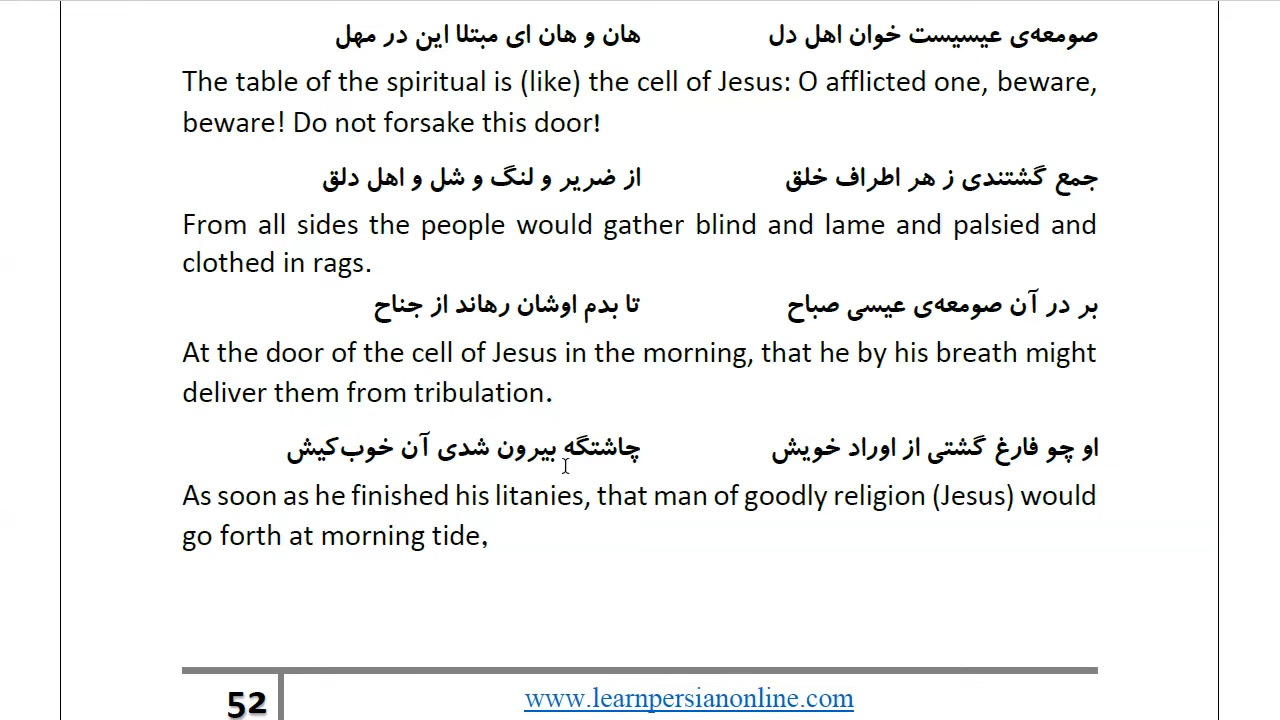 صومعه‌ی عیسیست خوان اهل دل هان و هان ای مبتلا این در مهل
The table of the spiritual is (like) the cell of Jesus: O afflicted one, beware,
beware! Do not forsake this door!
جمع گشتندی ز هر اطراف خلق از ضریر و لنگ و شل و اهل دلق
From all sides the people would gather blind and lame and palsied and
clothed in rags.
بر در آن صومعه‌ی عیسی صباح تا بدم اوشان رهاند از جناح
At the door of the cell of Jesus in the morning, that he by his breath might
deliver them from tribulation.
او چو فارغ گشتی از اوراد خویش چاشتگه بیرون شدی آن خوب‌کیش
As soon as he finished his litanies, that man of goodly religion (Jesus) would
go forth at morning tide,
52 www.learnpersianonline.com